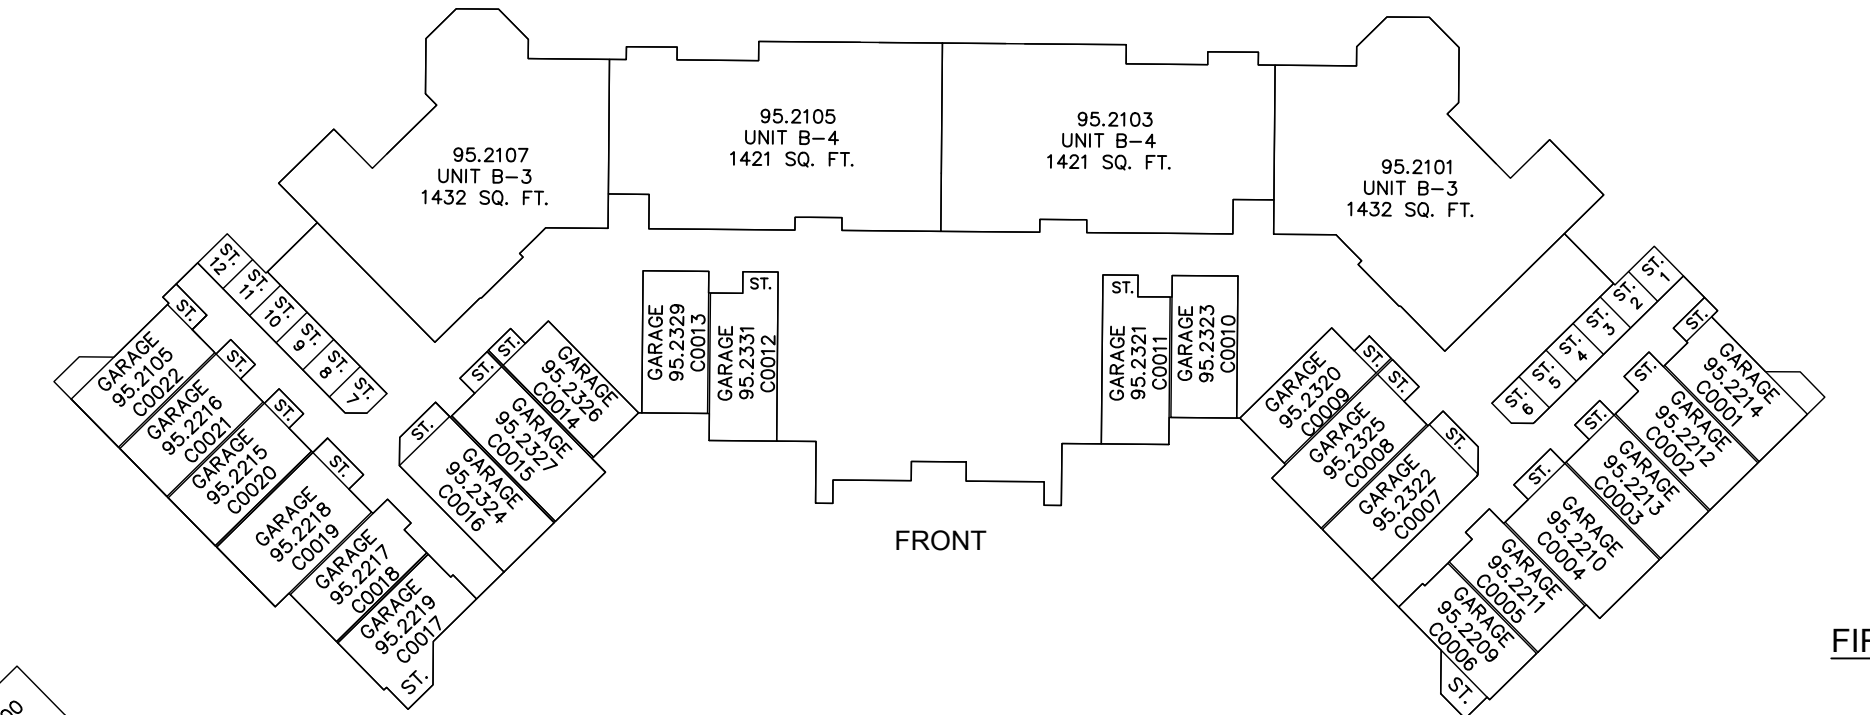 95.2107
UNIT B-3
1432 SQ. FT.
95.2105
UNIT B-4
1421 SQ. FT.
95.2103
UNIT B-4
1421 SQ. FT.
95.2101
UNIT B-3
1432 SQ. FT.
ST.
12
ST.
11
ST.
10
ST.
9
ST.
8
ST.
7
ST.
GARAGE
95.2105
C0022
ST.
GARAGE
95.2216
C0021
ST.
GARAGE
95.2215
C0020
ST.
GARAGE
95.2218
C0019
GARAGE
95.2217
C0018
GARAGE
95.2219
C0017
ST.
ST.
GARAGE
95.2326
C0014
ST.
GARAGE
95.2327
C0015
ST.
GARAGE
95.2324
C0016
GARAGE
95.2329
C0013
ST.
GARAGE
95.2331
C0012
ST.
GARAGE
95.2321
C0011
GARAGE
95.2323
C0010
FRONT
ST.
GARAGE
95.2320
C0009
ST.
GARAGE
95.2325
C0008
ST.
GARAGE
95.2322
C0007
ST.
1
ST.
2
ST.
3
ST.
4
ST.
5
ST.
6
ST.
GARAGE
95.2214
C0001
ST.
GARAGE
95.2212
C0002
ST.
GARAGE
95.2213
C0003
ST.
GARAGE
95.2210
C0004
GARAGE
95.2211
C0005
GARAGE
95.2209
C0006
ST.